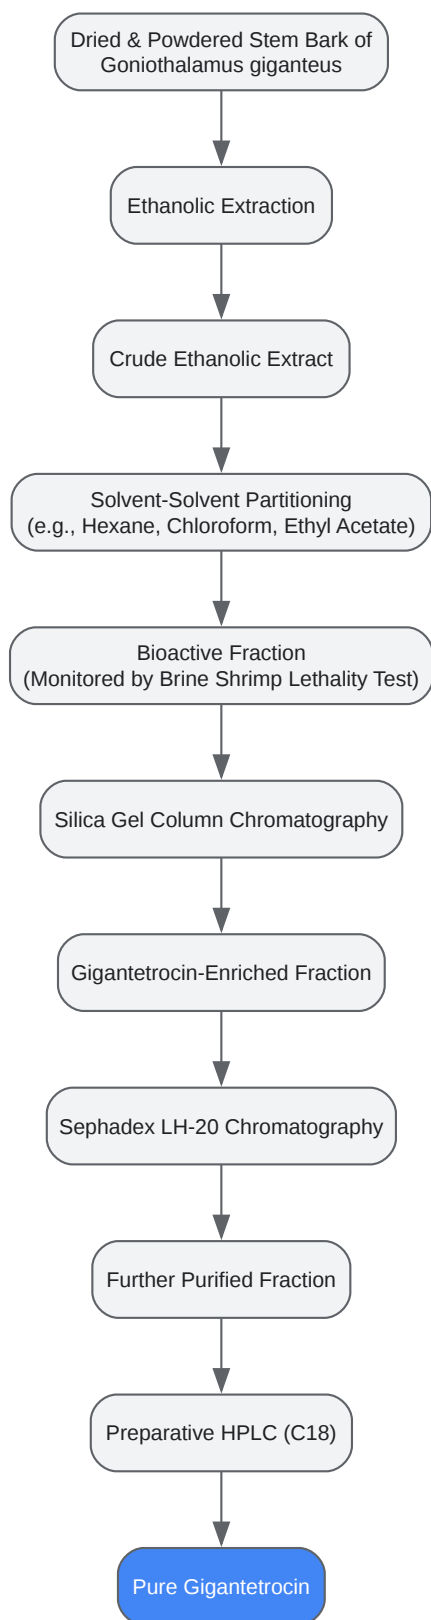 Dried & Powdered Stem Bark of
Goniothalamus giganteus
Ethanolic Extraction
Crude Ethanolic Extract
Solvent-Solvent Partitioning
(e.g., Hexane, Chloroform, Ethyl Acetate)
Bioactive Fraction
(Monitored by Brine Shrimp Lethality Test)
Silica Gel Column Chromatography
Gigantetrocin-Enriched Fraction
Sephadex LH-20 Chromatography
Further Purified Fraction
Preparative HPLC (C18)
Pure Gigantetrocin